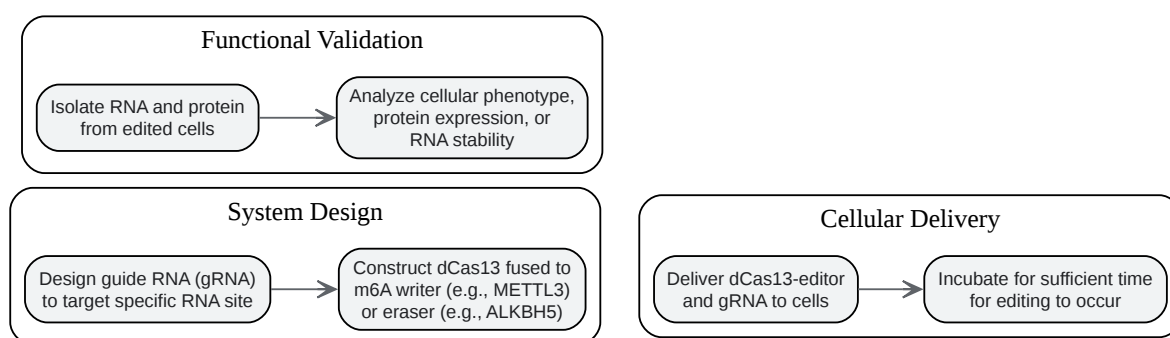 Functional Validation
Isolate RNA and protein
from edited cells
Analyze cellular phenotype,
protein expression, or
RNA stability
System Design
Design guide RNA (gRNA)
to target specific RNA site
Construct dCas13 fused to
m6A writer (e.g., METTL3)
or eraser (e.g., ALKBH5)
Cellular Delivery
Deliver dCas13-editor
and gRNA to cells
Incubate for sufficient time
for editing to occur